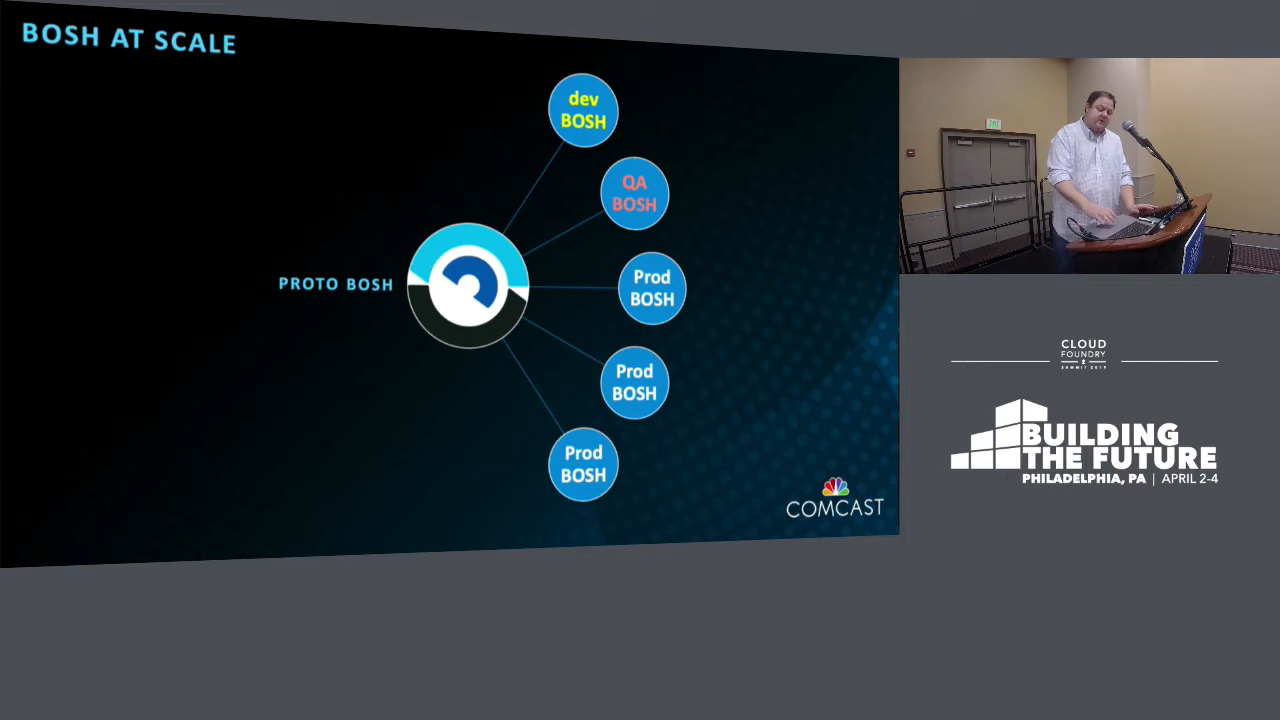 BOSH AT SCALE
dev
BOSH
QA
BOSH
Prod
BOSH
PROTO BOSH
Prod
BOSH
Prod
BOSH
COMCAST
EXIT
CLOUD
FOUNDRY
SUMMIT 2019
BUILDING
THE FUTURE
PHILADELPHIA, PA | APRIL 2-4